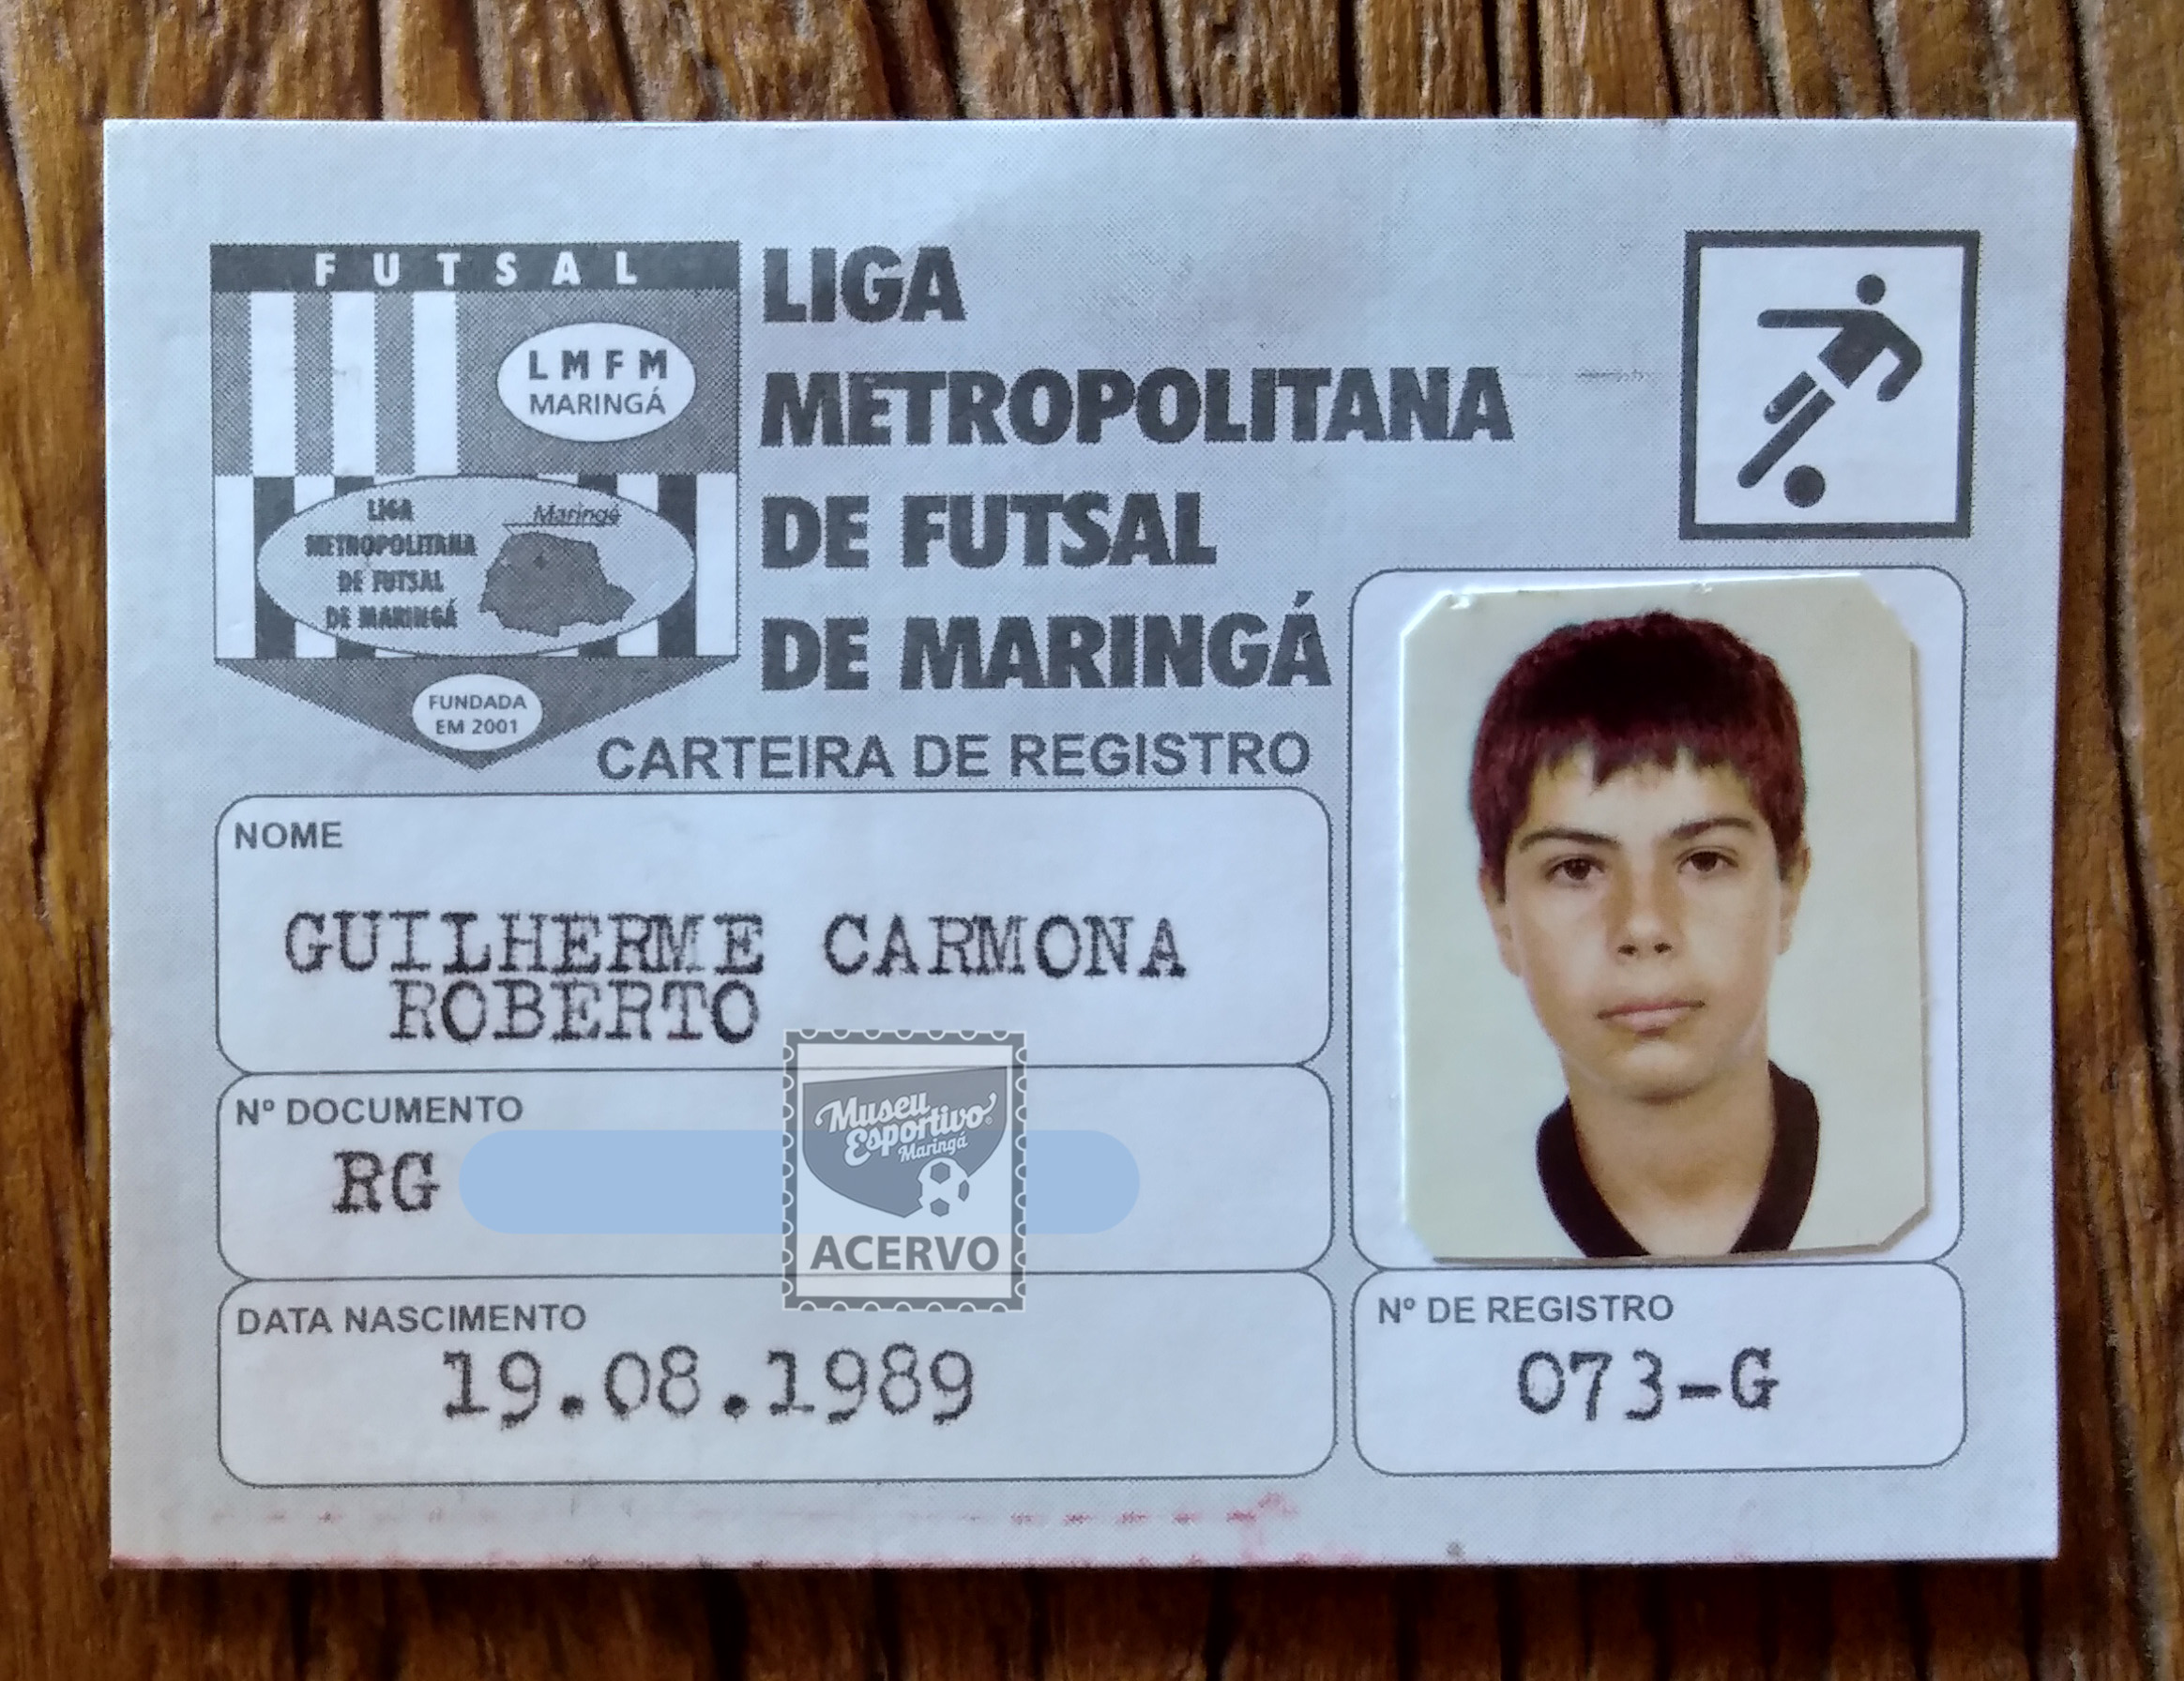 FUTSAL
LMFM
MARINGÁ
LIGA
METROPOLITANA
DE FUTSAL
DE MARINGÁ
Maringá
FUNDADA
EM 2001
LIGA
METROPOLITANA
DE FUTSAL
DE MARINGÁ
CARTEIRA DE REGISTRO
NOME
GUILHERME CARMONA
ROBERTO
Nº DOCUMENTO
RG
Museu
Esportivo®
Maringá
ACERVO
DATA NASCIMENTO
19.08.1989
Nº DE REGISTRO
073-G